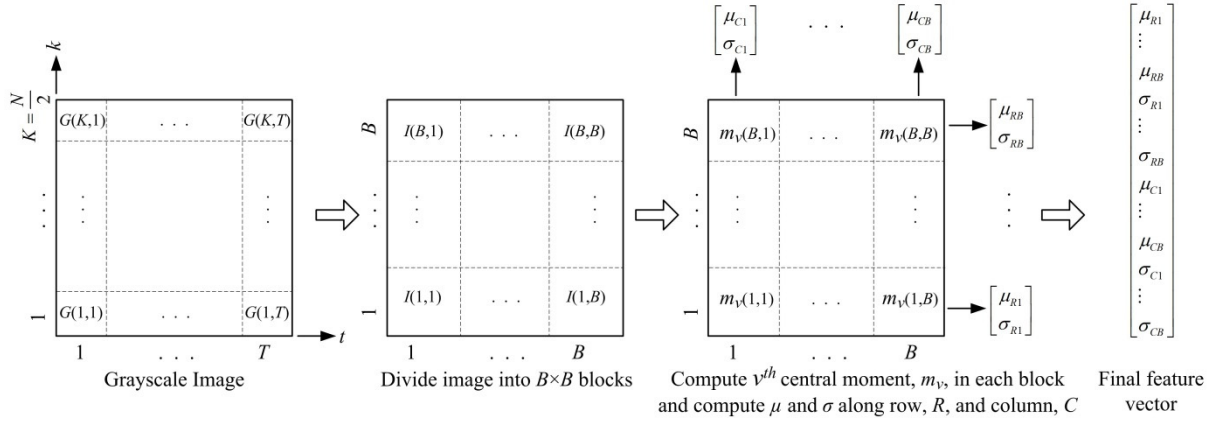 k
K = N/2
. . .
1
G(K,1) . . . G(K,T)
. . . . . .
G(1,1) . . . G(1,T)
t
1 . . . T
Grayscale Image
B
. . .
1
I(B,1) . . . I(B,B)
. . . . . .
I(1,1) . . . I(1,B)
1 . . . B
Divide image into B×B blocks
μC1 . . . μCB
σC1 σCB
B
. . .
1
mν(B,1) . . . mν(B,B)
. . . . . .
mν(1,1) . . . mν(1,B)
1 . . . B
μRB
σRB
. . .
μR1
σR1
Compute νth central moment, mν, in each block
and compute μ and σ along row, R, and column, C
μR1
⋮
μRB
σR1
⋮
σRB
μC1
⋮
μCB
σC1
⋮
σCB
Final feature
vector